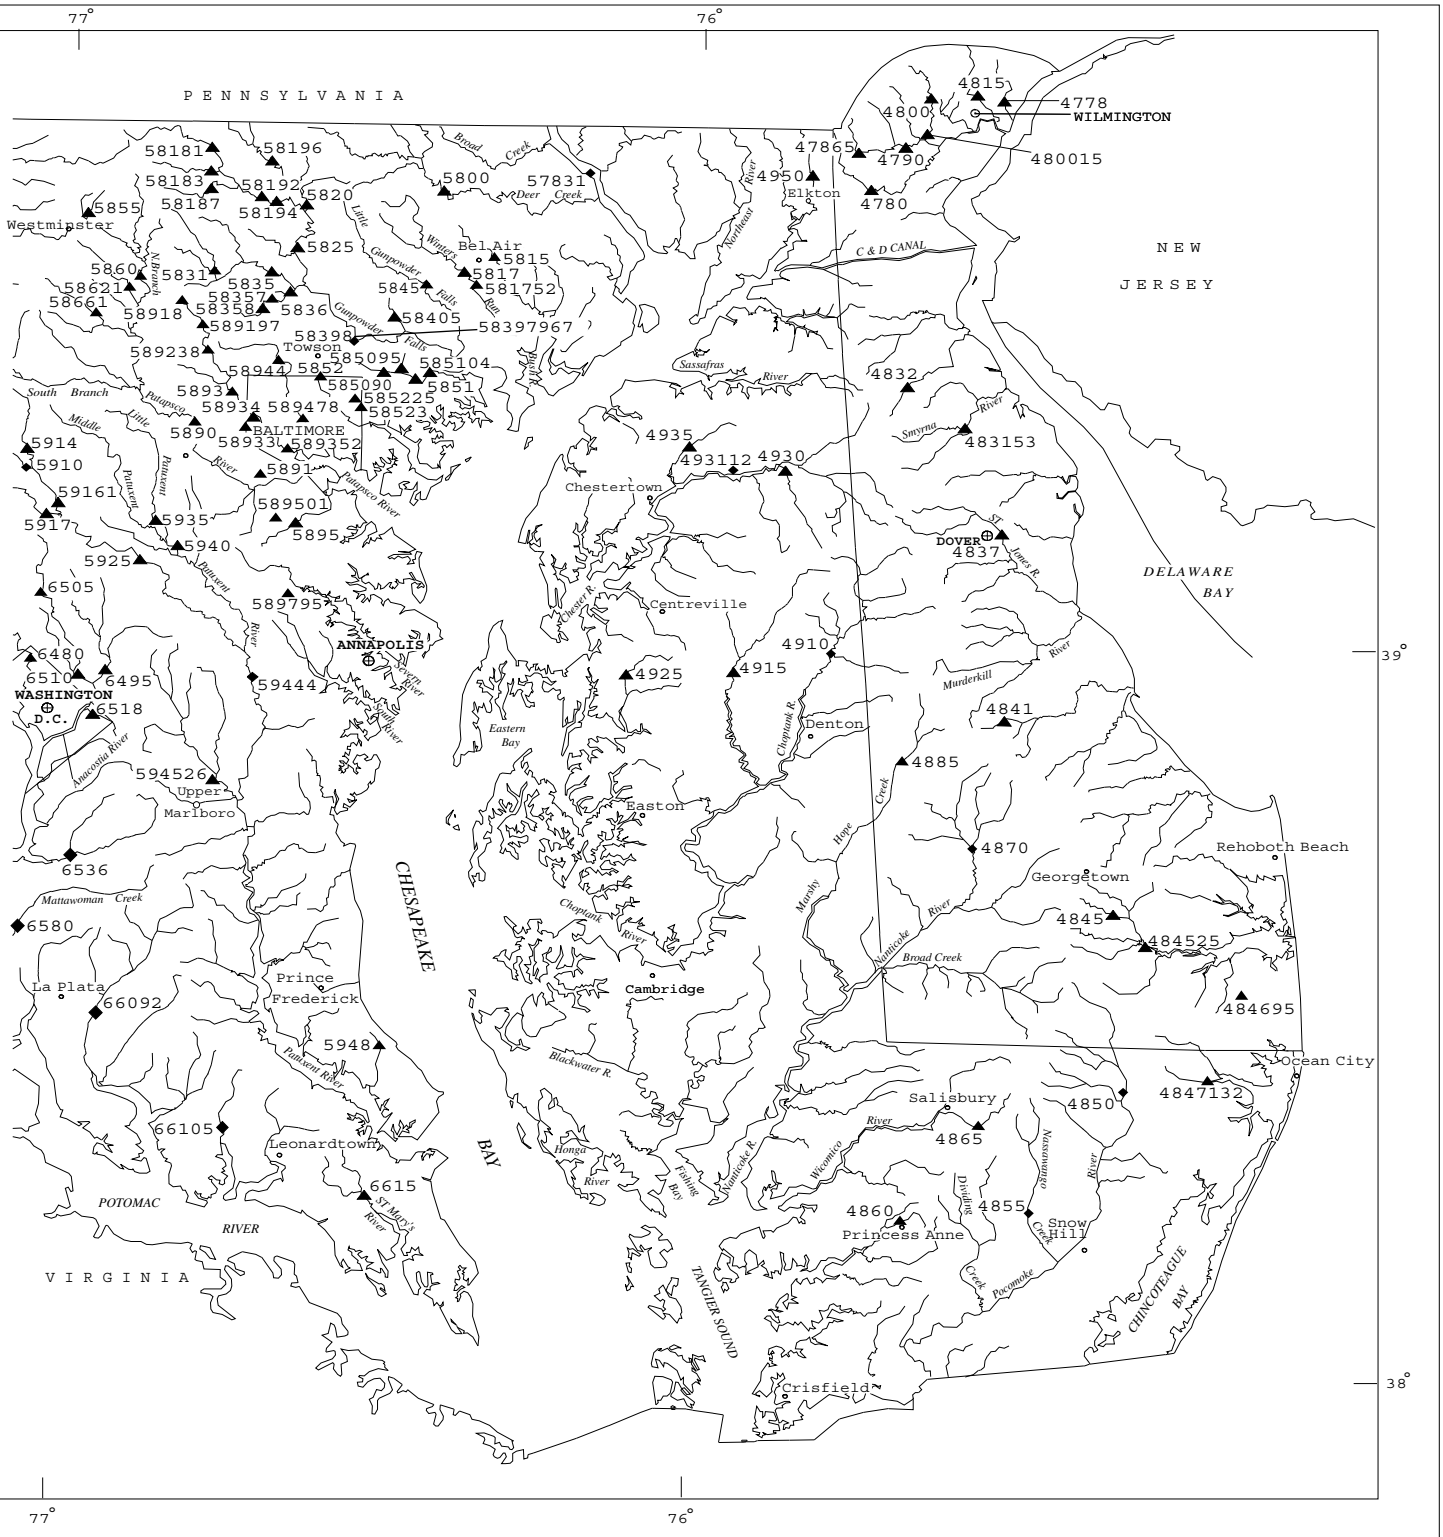 77°
76°
PENNSYLVANIA
4815
4778
4800
WILMINGTON
Broad
Creek
58181
58196
47865
4790
480015
58183
58192
5820
5800
57831
4950
River
Deer Creek
58187
58194
Elkton
4780
5855
Little
Westminster
Northeast
Winters
Bel Air
5825
5815
C & D CANAL
NEW
N.Branch
Gunpowder
5860
5831
5817
JERSEY
58621
5835
5845
581752
58357
Falls
Run
58661
58918
58358
5836
Gunpowder
58405
589197
58397967
58398
Falls
Towson
589238
585095
585104
Bush R.
58944
5852
Sassafras
River
4832
585090
5851
South Branch
5893
Patapsco
585225
58934
589478
58523
River
Little
Middle
5890
BALTIMORE
Smyrna
483153
5914
58933
589352
4935
5910
River
5891
493112
4930
Patuxent
Patuxent
Patapsco River
59161
Chestertown
589501
5917
5935
5895
ST
DOVER
4837
5940
Jones R.
5925
Patuxent
DELAWARE
6505
BAY
589795
Chester R.
Centreville
River
6480
ANNAPOLIS
4910
River
39°
6510
6495
Severn
River
4925
4915
59444
Murderkill
WASHINGTON
D.C.
6518
South
River
4841
Eastern
Bay
Choptank R.
Denton
Anacostia River
594526
4885
Upper
Marlboro
Easton
Creek
Hope
6536
4870
Rehoboth Beach
CHESAPEAKE
Georgetown
Marshy
Mattawoman Creek
Choptank
River
River
4845
6580
Nanticoke
484525
Broad Creek
Prince
Frederick
La Plata
Cambridge
66092
484695
5948
Patuxent River
Blackwater R.
Ocean City
4850
4847132
Salisbury
66105
River
4865
Leonardtown
BAY
Honga
River
Nassawango
River
Nanticoke R.
Wicomico
Fishing
Bay
6615
POTOMAC
RIVER
ST Mary's
River
Dividing
4855
4860
Snow
Hill
Creek
Princess Anne
VIRGINIA
Creek
Pocomoke
TANGIER SOUND
CHINCOTEAGUE
BAY
Crisfield
38°
77°
76°